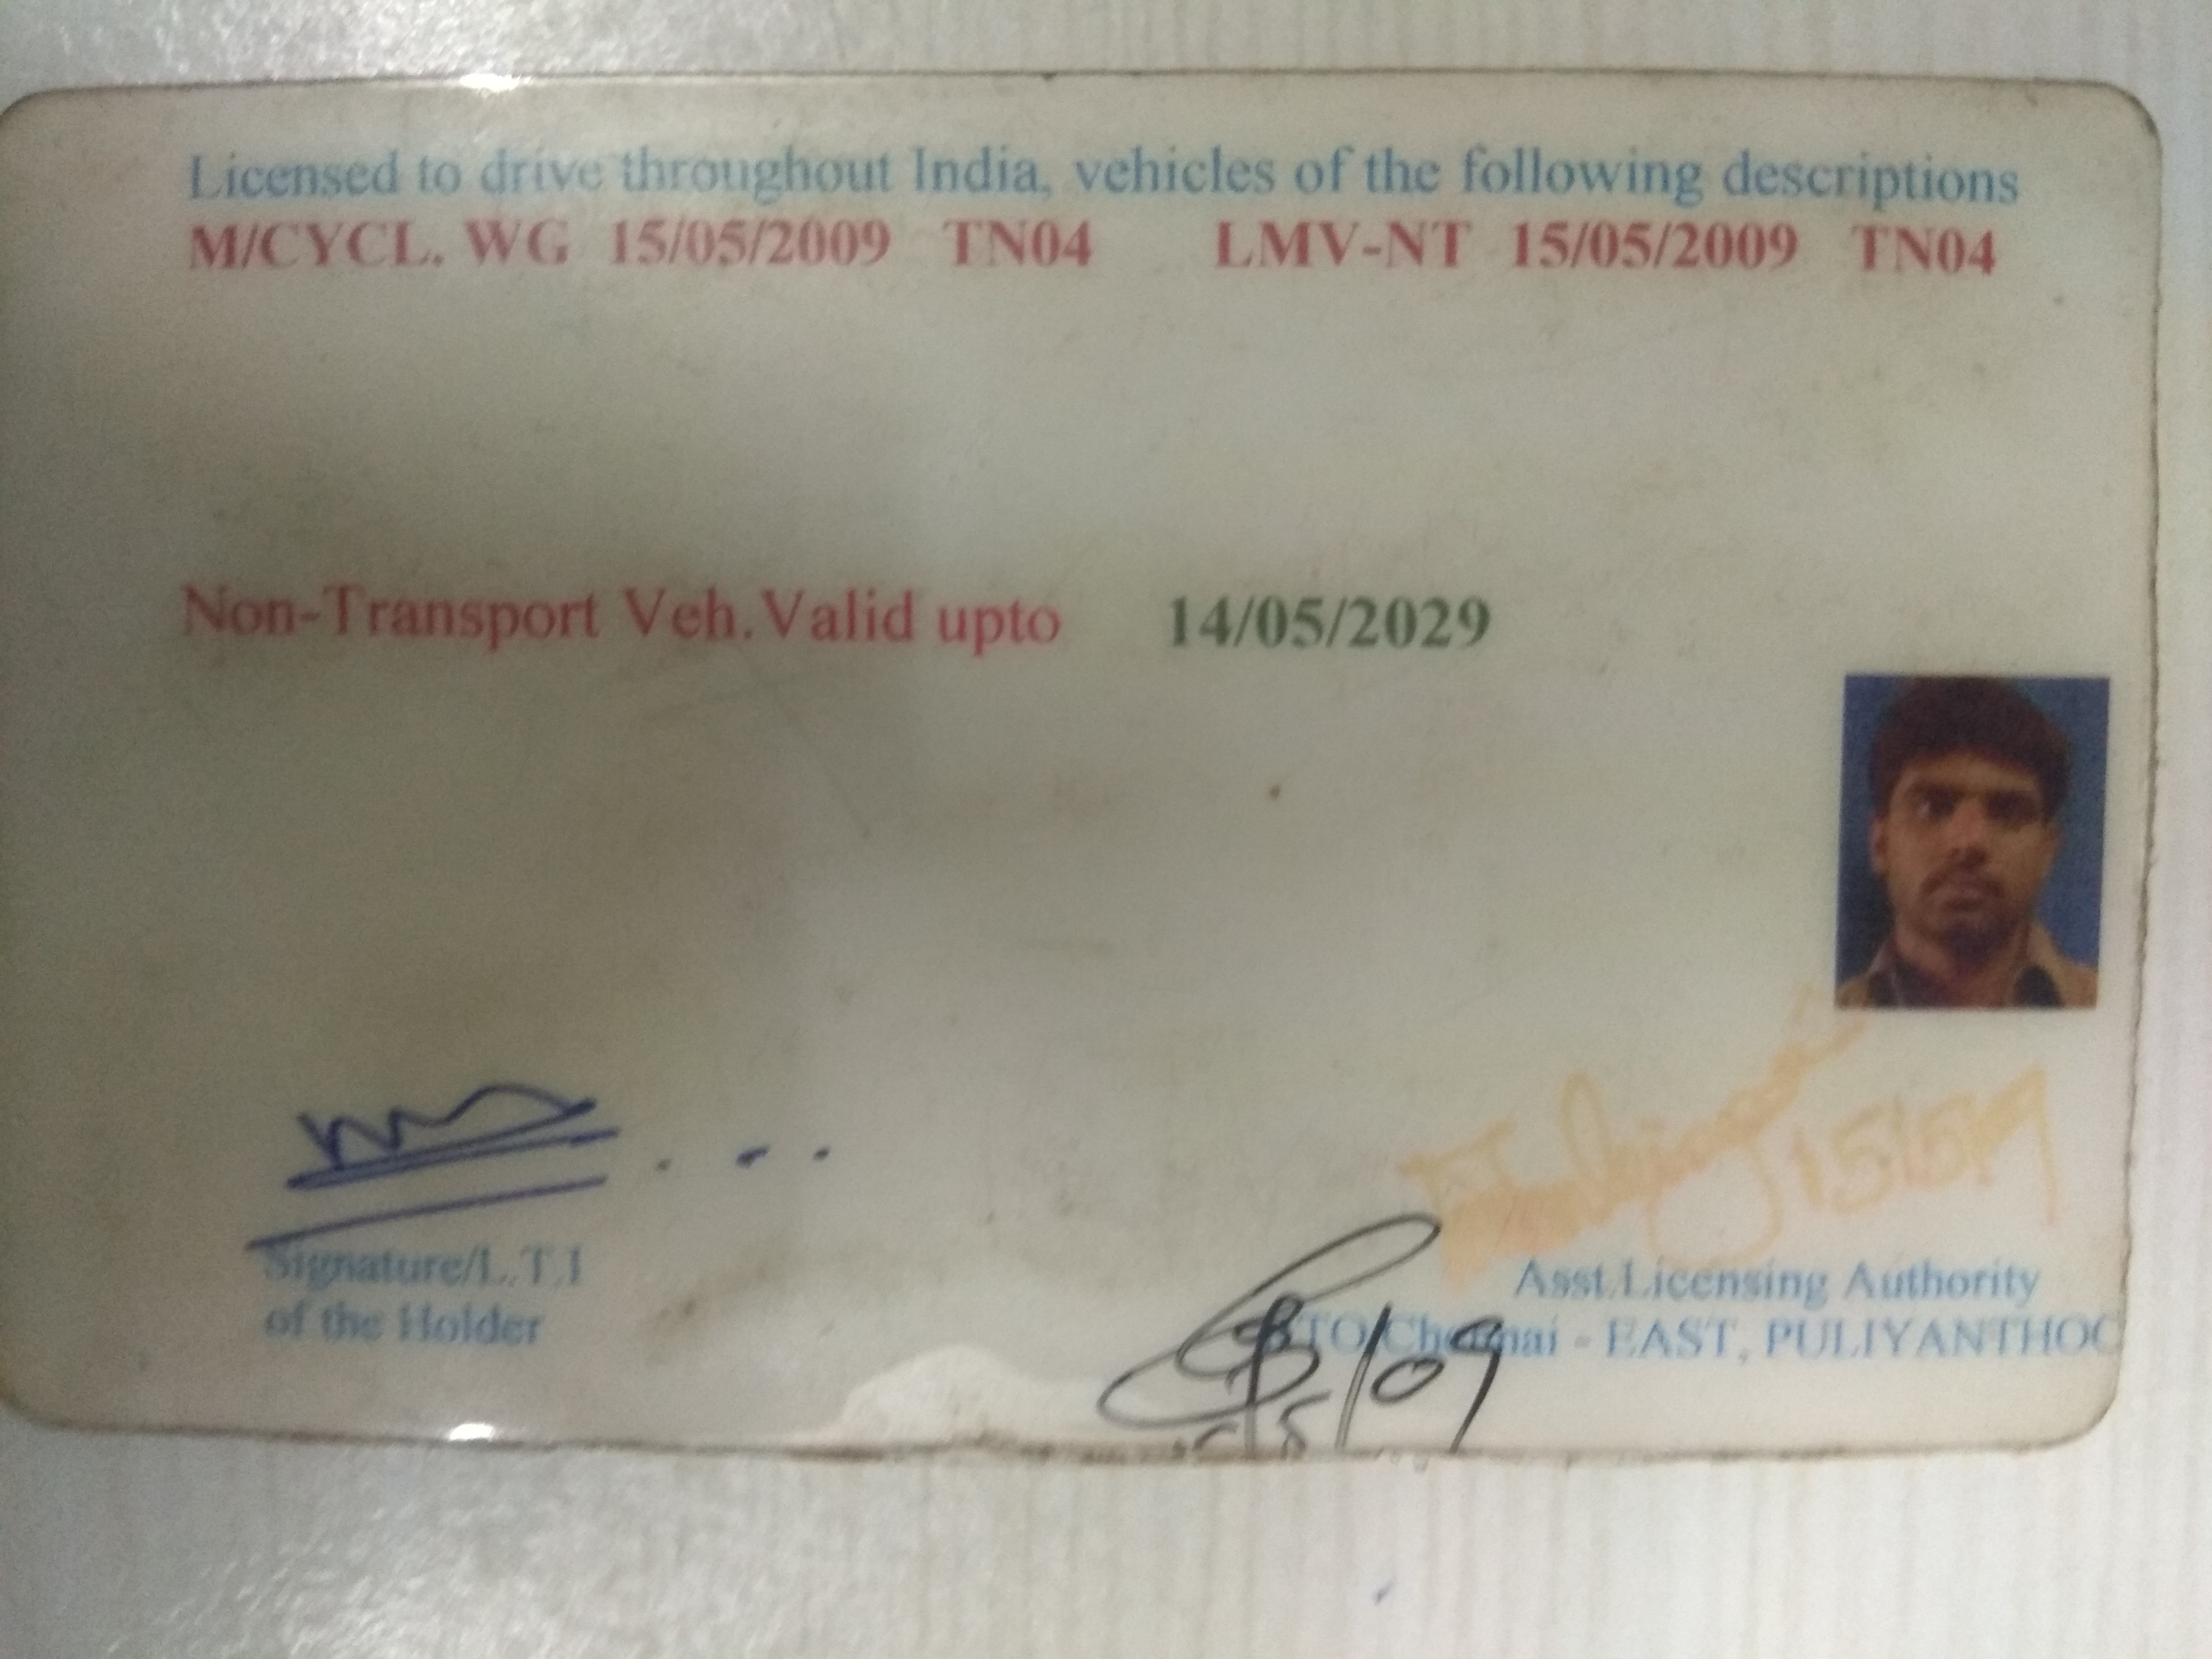 Licensed to drive throughout India, vehicles of the following descriptions
M/CYCL. WG 15/05/2009 TN04 LMV-NT 15/05/2009 TN04
Non-Transport Veh.Valid upto 14/05/2029
Signature/L.T.I
of the Holder
Asst.Licensing Authority
Chennai - EAST, PULIYANTHO